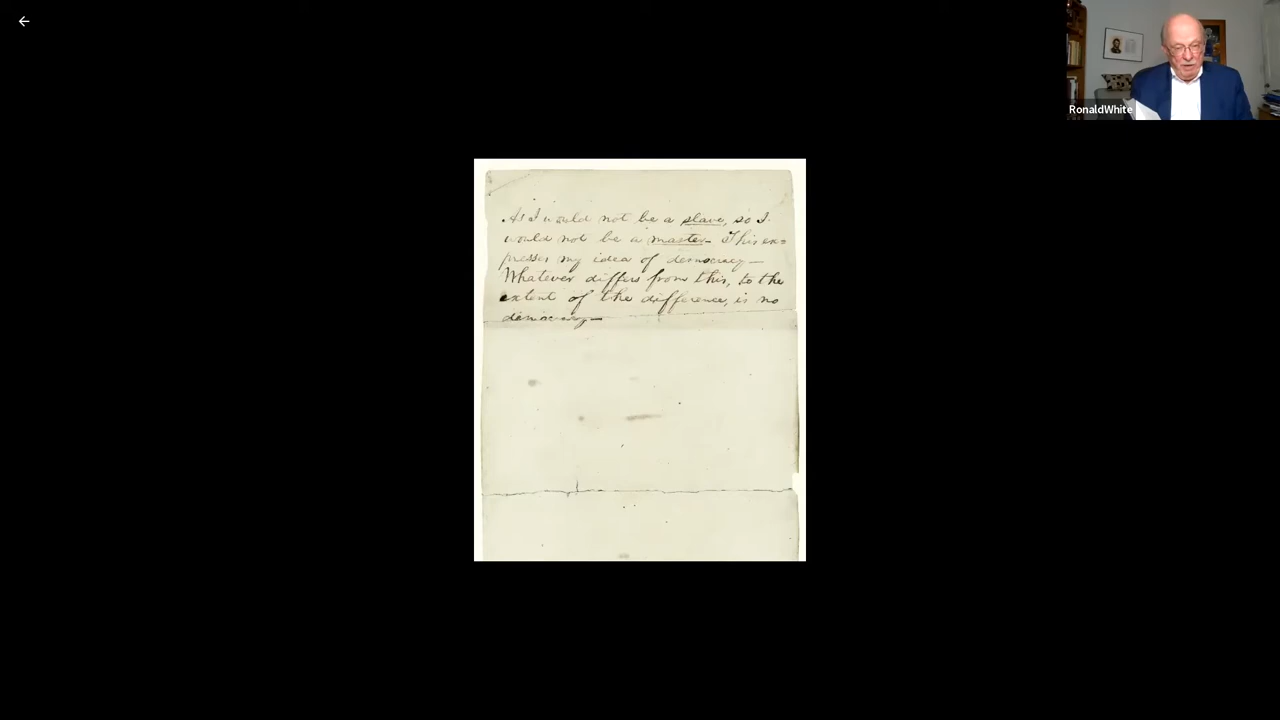 RonaldWhite
As I would not be a slave, so I
would not be a master— This ex=
presses my idea of democracy—
Whatever differs from this, to the
extent of the difference, is no
democracy—